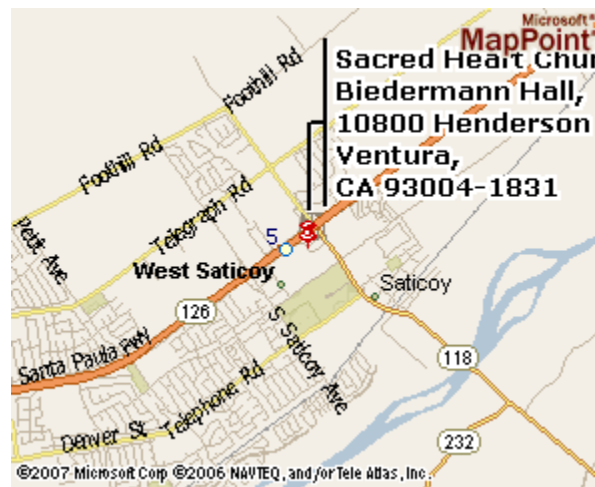 Microsoft®
MapPoint®
Sacred Heart Chur
Biedermann Hall,
10800 Henderson
Ventura,
CA 93004-1831
Foothill Rd
Foothill Rd
Telegraph Rd
Petit Ave
5
West Saticoy
Saticoy
126
Santa Paula Fwy
S Saticoy Ave
118
Telephone Rd
Denver St
232
©2007 Microsoft Corp ©2006 NAVTEQ, and/or Tele Atlas, Inc.